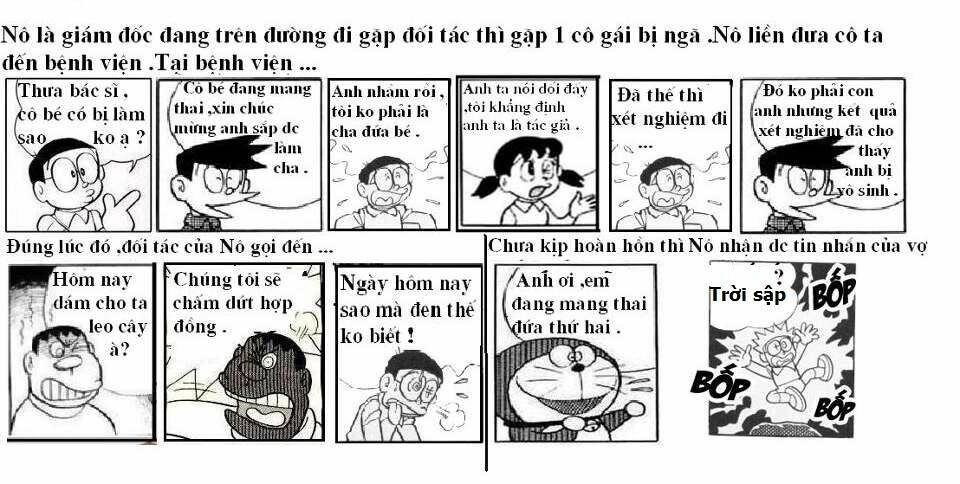 Nô là giám đốc đang trên đường đi gặp đối tác thì gặp 1 cô gái bị ngã .Nô liền đưa cô ta
đến bệnh viện .Tại bệnh viện ...
Thưa bác sĩ ,
cô bé có bị làm
sao ko ạ ?
Cô bé đang mang
thai ,xin chúc
mừng anh sắp dc
làm
cha .
Anh nhầm rồi ,
tôi ko phải là
cha đứa bé .
Anh ta nói dối đấy
,tôi khẳng định
anh ta là tác giả .
Đã thế thì
xét nghiệm đi
...
Đó ko phải con
anh nhưng kết quả
xét nghiệm đã cho
thấy
anh bị
vô sinh .
Đúng lúc đó ,đối tác của Nô gọi đến ...
Chưa kịp hoàn hồn thì Nô nhận dc tin nhắn của vợ
Hôm nay
dám cho ta
leo cây
à?
Chúng tôi sẽ
chấm dứt hợp
đồng .
Ngày hôm nay
sao mà đen thế
ko biết !
Anh ơi ,em
đang mang thai
đứa thứ hai .
?
Trời sập
BỐP
BỐP
BỐP